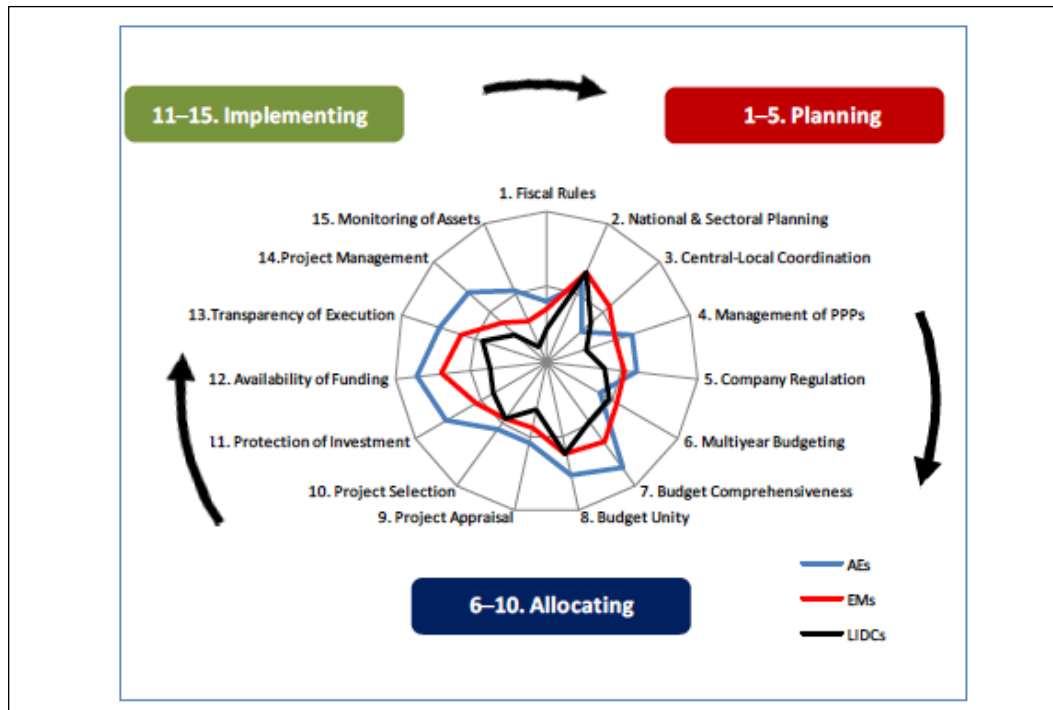 11–15. Implementing
1–5. Planning
1. Fiscal Rules
15. Monitoring of Assets
2. National & Sectoral Planning
14.Project Management
3. Central-Local Coordination
13.Transparency of Execution
4. Management of PPPs
12. Availability of Funding
5. Company Regulation
11. Protection of Investment
6. Multiyear Budgeting
10. Project Selection
7. Budget Comprehensiveness
9. Project Appraisal
8. Budget Unity
6–10. Allocating
AEs
EMs
LIDCs